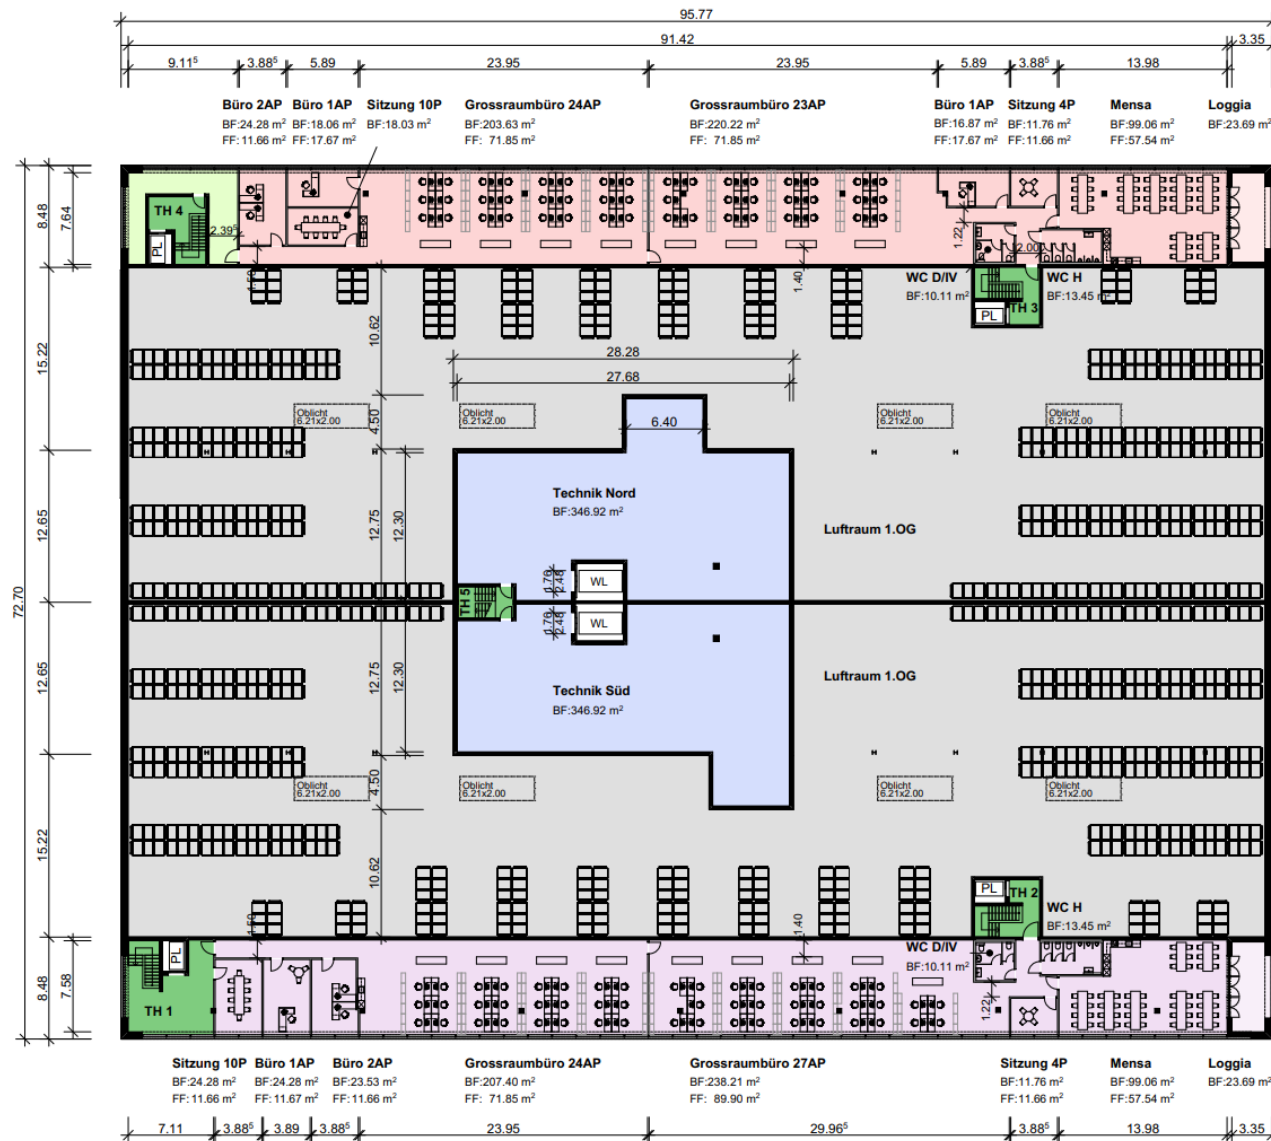 95.77
91.42
3.35
9.11⁵
3.88⁵
5.89
23.95
23.95
5.89
3.88⁵
13.98
Büro 2AP
BF:24.28 m²
FF: 11.66 m²
Büro 1AP
BF:18.06 m²
FF: 17.67 m²
Sitzung 10P
BF:18.03 m²
Grossraumbüro 24AP
BF:203.63 m²
FF: 71.85 m²
Grossraumbüro 23AP
BF:220.22 m²
FF: 71.85 m²
Büro 1AP
BF:16.87 m²
FF: 17.67 m²
Sitzung 4P
BF:11.76 m²
FF: 11.66 m²
Mensa
BF:99.06 m²
FF:57.54 m²
Loggia
BF:23.69 m²
8.48
7.64
TH 4
PL
2.39⁵
1.50
1.22
2.00
1.40
WC D/IV
BF:10.11 m²
WC H
BF:13.45 m²
TH 3
PL
10.62
15.22
28.28
27.68
Oblicht
6.21x2.00
4.50
Oblicht
6.21x2.00
6.40
Oblicht
6.21x2.00
Oblicht
6.21x2.00
Technik Nord
BF:346.92 m²
Luftraum 1.OG
12.65
12.75
12.30
72.70
1.76
2.48
WL
TH 5
1.76
2.48
WL
12.65
12.75
12.30
Technik Süd
BF:346.92 m²
Luftraum 1.OG
Oblicht
6.21x2.00
4.50
Oblicht
6.21x2.00
Oblicht
6.21x2.00
Oblicht
6.21x2.00
15.22
10.62
PL
TH 2
WC H
BF:13.45 m²
1.50
1.40
WC D/IV
BF:10.11 m²
8.48
7.58
PL
TH 1
1.22
Sitzung 10P
BF:24.28 m²
FF: 11.66 m²
Büro 1AP
BF:24.28 m²
FF: 11.67 m²
Büro 2AP
BF:23.53 m²
FF: 11.66 m²
Grossraumbüro 24AP
BF:207.40 m²
FF: 71.85 m²
Grossraumbüro 27AP
BF:238.21 m²
FF: 89.90 m²
Sitzung 4P
BF:11.76 m²
FF: 11.66 m²
Mensa
BF:99.06 m²
FF:57.54 m²
Loggia
BF:23.69 m²
7.11
3.88⁵
3.89
3.88⁵
23.95
29.96⁵
3.88⁵
13.98
3.35